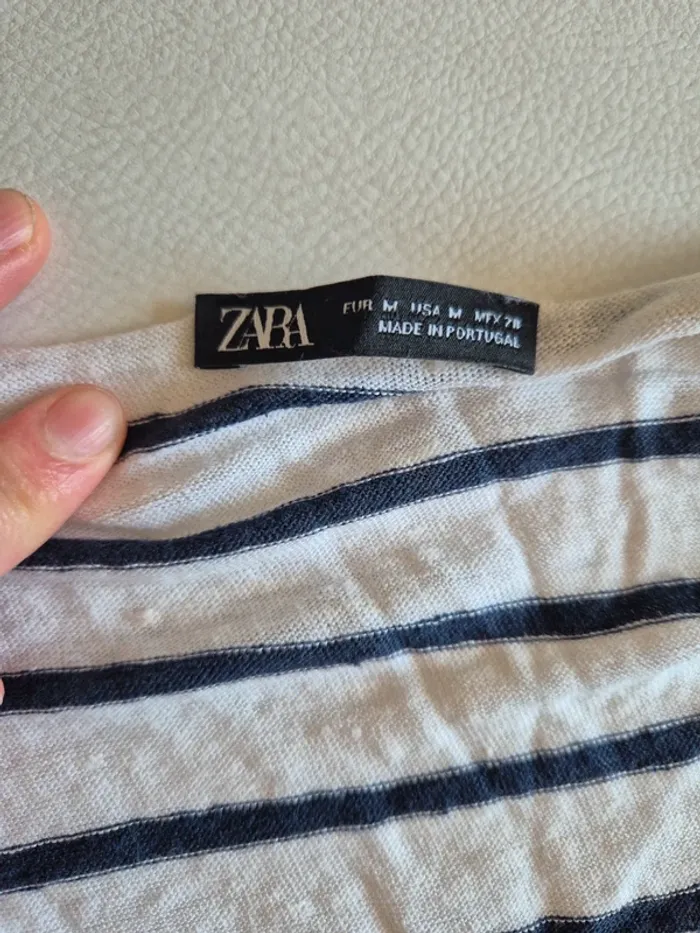 ZARA
EUR M USA M MEX 28
MADE IN PORTUGAL